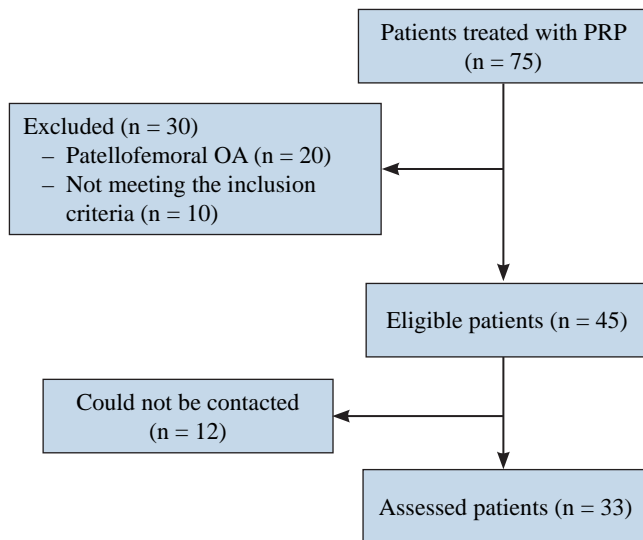 Patients treated with PRP
(n = 75)
Excluded (n = 30)
– Patellofemoral OA (n = 20)
– Not meeting the inclusion
criteria (n = 10)
Eligible patients (n = 45)
Could not be contacted
(n = 12)
Assessed patients (n = 33)